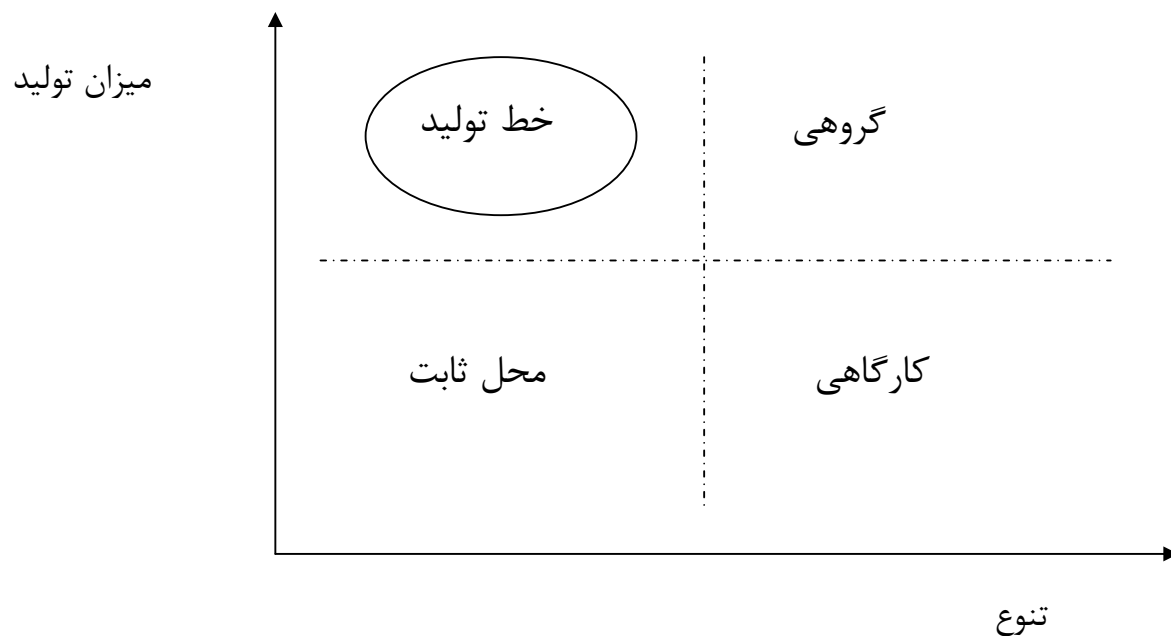 میزان تولید
خط تولید
گروهی
محل ثابت
کارگاهی
تنوع